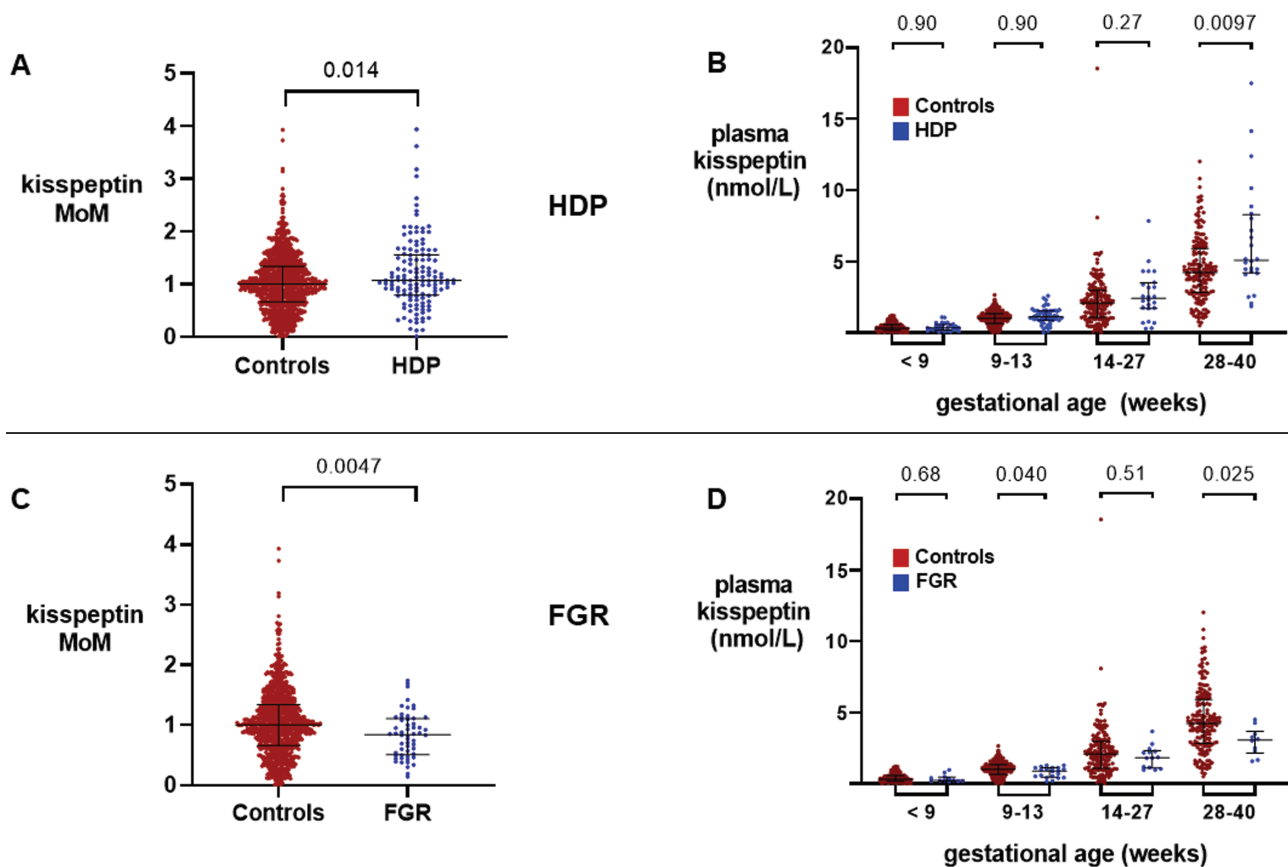 A
0.014
5
4
3
2
1
0
kisspeptin
MoM
Controls
HDP
HDP
B
0.90
0.90
0.27
0.0097
20
15
10
5
plasma
kisspeptin
(nmol/L)
Controls
HDP
< 9
9-13
14-27
28-40
gestational age (weeks)
C
0.0047
5
4
3
2
1
0
kisspeptin
MoM
Controls
FGR
FGR
D
0.68
0.040
0.51
0.025
20
15
10
5
plasma
kisspeptin
(nmol/L)
Controls
FGR
< 9
9-13
14-27
28-40
gestational age (weeks)